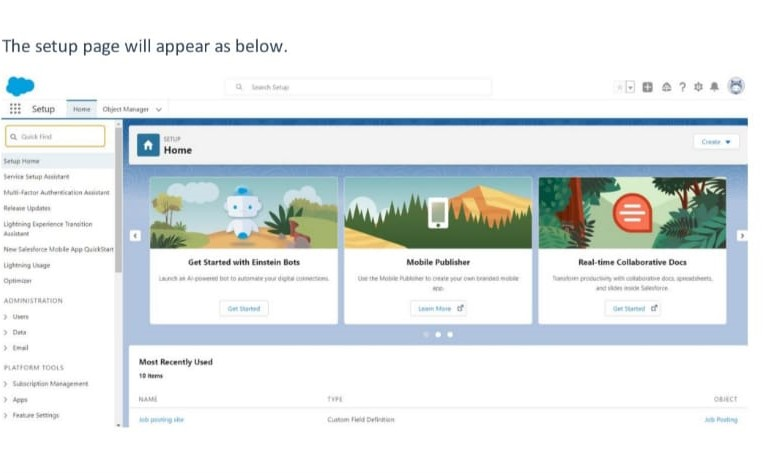 The setup page will appear as below.
Search Setup
Setup
Home
Object Manager
Quick Find
Setup Home
Service Setup Assistant
Multi-Factor Authentication Assistant
Release Updates
Lightning Experience Transition
Assistant
New Salesforce Mobile App QuickStart
Lightning Usage
Optimizer
ADMINISTRATION
Users
Data
Email
PLATFORM TOOLS
Subscription Management
Apps
Feature Settings
SETUP
Home
Create
Get Started with Einstein Bots
Launch an AI-powered bot to automate your digital connections.
Get Started
Mobile Publisher
Use the Mobile Publisher to create your own branded mobile
app.
Learn More
Real-time Collaborative Docs
Transform productivity with collaborative docs, spreadsheets,
and slides inside Salesforce.
Get Started
Most Recently Used
10 items
NAME TYPE OBJECT
Job posting site Custom Field Definition Job Posting